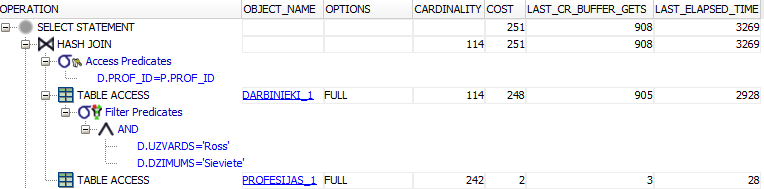 OPERATION OBJECT_NAME OPTIONS CARDINALITY COST LAST_CR_BUFFER_GETS LAST_ELAPSED_TIME
SELECT STATEMENT 251 908 3269
HASH JOIN 114 251 908 3269
Access Predicates
D.PROF_ID=P.PROF_ID
TABLE ACCESS DARBINIEKI_1 FULL 114 248 905 2928
Filter Predicates
AND
D.UZVARDS='Ross'
D.DZIMUMS='Sieviete'
TABLE ACCESS PROFESIJAS_1 FULL 242 2 3 28